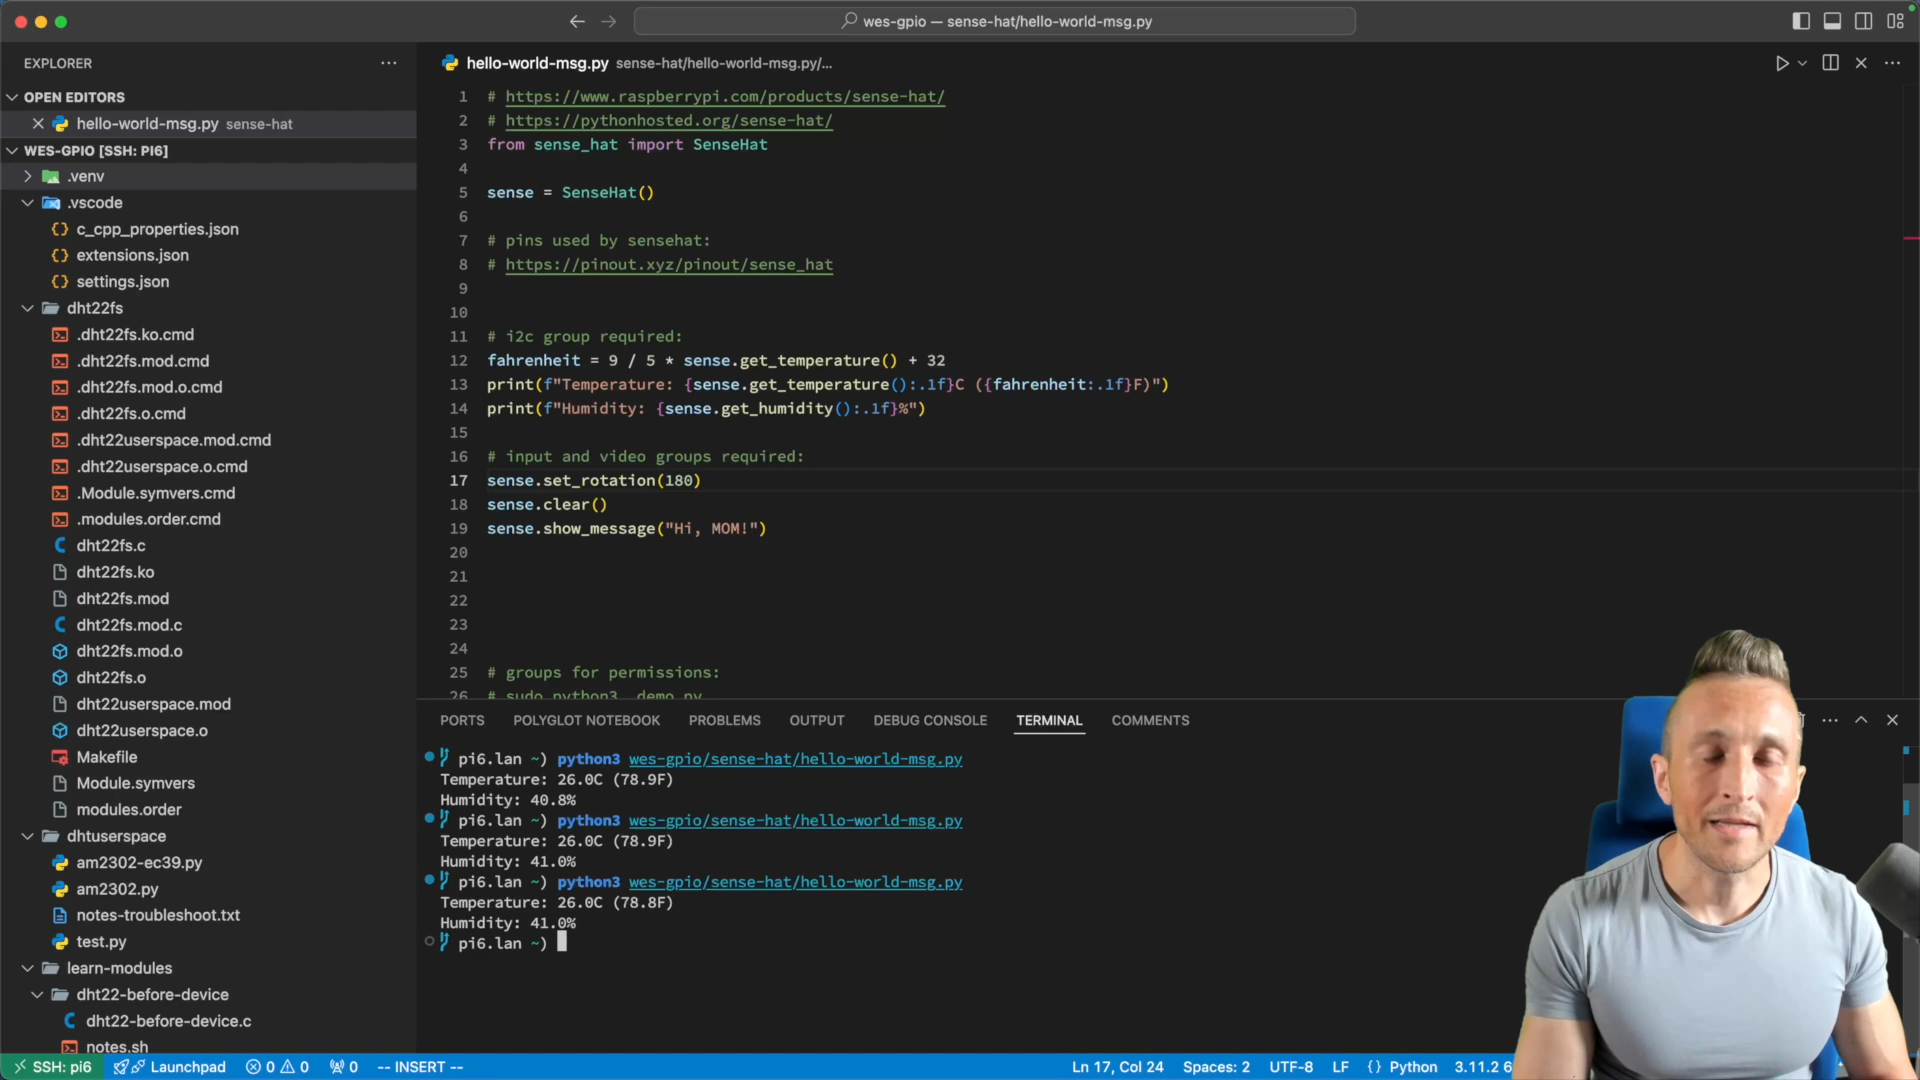 wes-gpio — sense-hat/hello-world-msg.py
EXPLORER
OPEN EDITORS
hello-world-msg.py sense-hat
WES-GPIO [SSH: PI6]
.venv
.vscode
c_cpp_properties.json
extensions.json
settings.json
dht22fs
.dht22fs.ko.cmd
.dht22fs.mod.cmd
.dht22fs.mod.o.cmd
.dht22fs.o.cmd
.dht22userspace.mod.cmd
.dht22userspace.o.cmd
.Module.symvers.cmd
.modules.order.cmd
dht22fs.c
dht22fs.ko
dht22fs.mod
dht22fs.mod.c
dht22fs.mod.o
dht22fs.o
dht22userspace.mod
dht22userspace.o
Makefile
Module.symvers
modules.order
dhtuserspace
am2302-ec39.py
am2302.py
notes-troubleshoot.txt
test.py
learn-modules
dht22-before-device
dht22-before-device.c
notes.sh
hello-world-msg.py sense-hat/hello-world-msg.py/...
1 # https://www.raspberrypi.com/products/sense-hat/
2 # https://pythonhosted.org/sense-hat/
3 from sense_hat import SenseHat
4
5 sense = SenseHat()
6
7 # pins used by sensehat:
8 # https://pinout.xyz/pinout/sense_hat
9
10
11 # i2c group required:
12 fahrenheit = 9 / 5 * sense.get_temperature() + 32
13 print(f"Temperature: {sense.get_temperature():.1f}C ({fahrenheit:.1f}F)")
14 print(f"Humidity: {sense.get_humidity():.1f}%")
15
16 # input and video groups required:
17 sense.set_rotation(180)
18 sense.clear()
19 sense.show_message("Hi, MOM!")
20
21
22
23
24
25 # groups for permissions:
26 # sudo python3 demo.py
PORTS POLYGLOT NOTEBOOK PROBLEMS OUTPUT DEBUG CONSOLE TERMINAL COMMENTS
pi6.lan ~) python3 wes-gpio/sense-hat/hello-world-msg.py
Temperature: 26.0C (78.9F)
Humidity: 40.8%
pi6.lan ~) python3 wes-gpio/sense-hat/hello-world-msg.py
Temperature: 26.0C (78.9F)
Humidity: 41.0%
pi6.lan ~) python3 wes-gpio/sense-hat/hello-world-msg.py
Temperature: 26.0C (78.8F)
Humidity: 41.0%
pi6.lan ~)
SSH: pi6 Launchpad 0 0 0 -- INSERT -- Ln 17, Col 24 Spaces: 2 UTF-8 LF {} Python 3.11.2 6